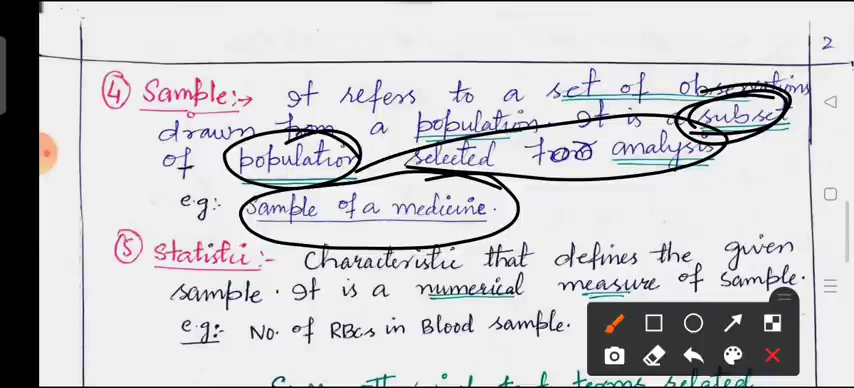 2
④ Sample:→ It refers to a set of observations
drawn from a population. It is a subset
of population selected for analysis
e.g:- sample of a medicine.
⑤ Statistic:- Characteristic that defines the given
sample. It is a numerical measure of sample.
e.g:- No. of RBCs in Blood sample.
terms related